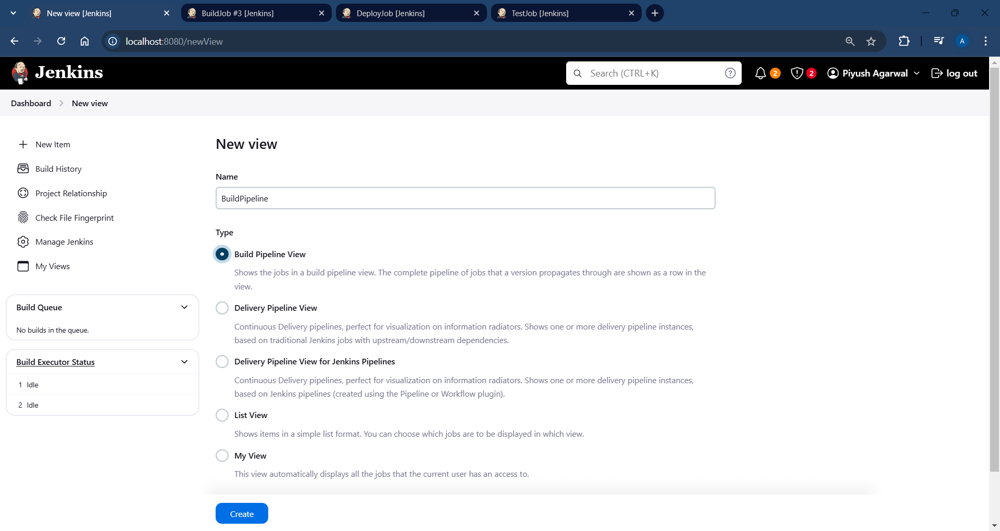 New view [Jenkins]
BuildJob #3 [Jenkins]
DeployJob [Jenkins]
TestJob [Jenkins]
localhost:8080/newView
A
Jenkins
Search (CTRL+K)
2
2
Piyush Agarwal
log out
Dashboard
New view
New Item
Build History
Project Relationship
Check File Fingerprint
Manage Jenkins
My Views
Build Queue
No builds in the queue.
Build Executor Status
1 Idle
2 Idle
New view
Name
BuildPipeline
Type
Build Pipeline View
Shows the jobs in a build pipeline view. The complete pipeline of jobs that a version propagates through are shown as a row in the
view.
Delivery Pipeline View
Continuous Delivery pipelines, perfect for visualization on information radiators. Shows one or more delivery pipeline instances,
based on traditional Jenkins jobs with upstream/downstream dependencies.
Delivery Pipeline View for Jenkins Pipelines
Continuous Delivery pipelines, perfect for visualization on information radiators. Shows one or more delivery pipeline instances,
based on Jenkins pipelines (created using the Pipeline or Workflow plugin).
List View
Shows items in a simple list format. You can choose which jobs are to be displayed in which view.
My View
This view automatically displays all the jobs that the current user has an access to.
Create